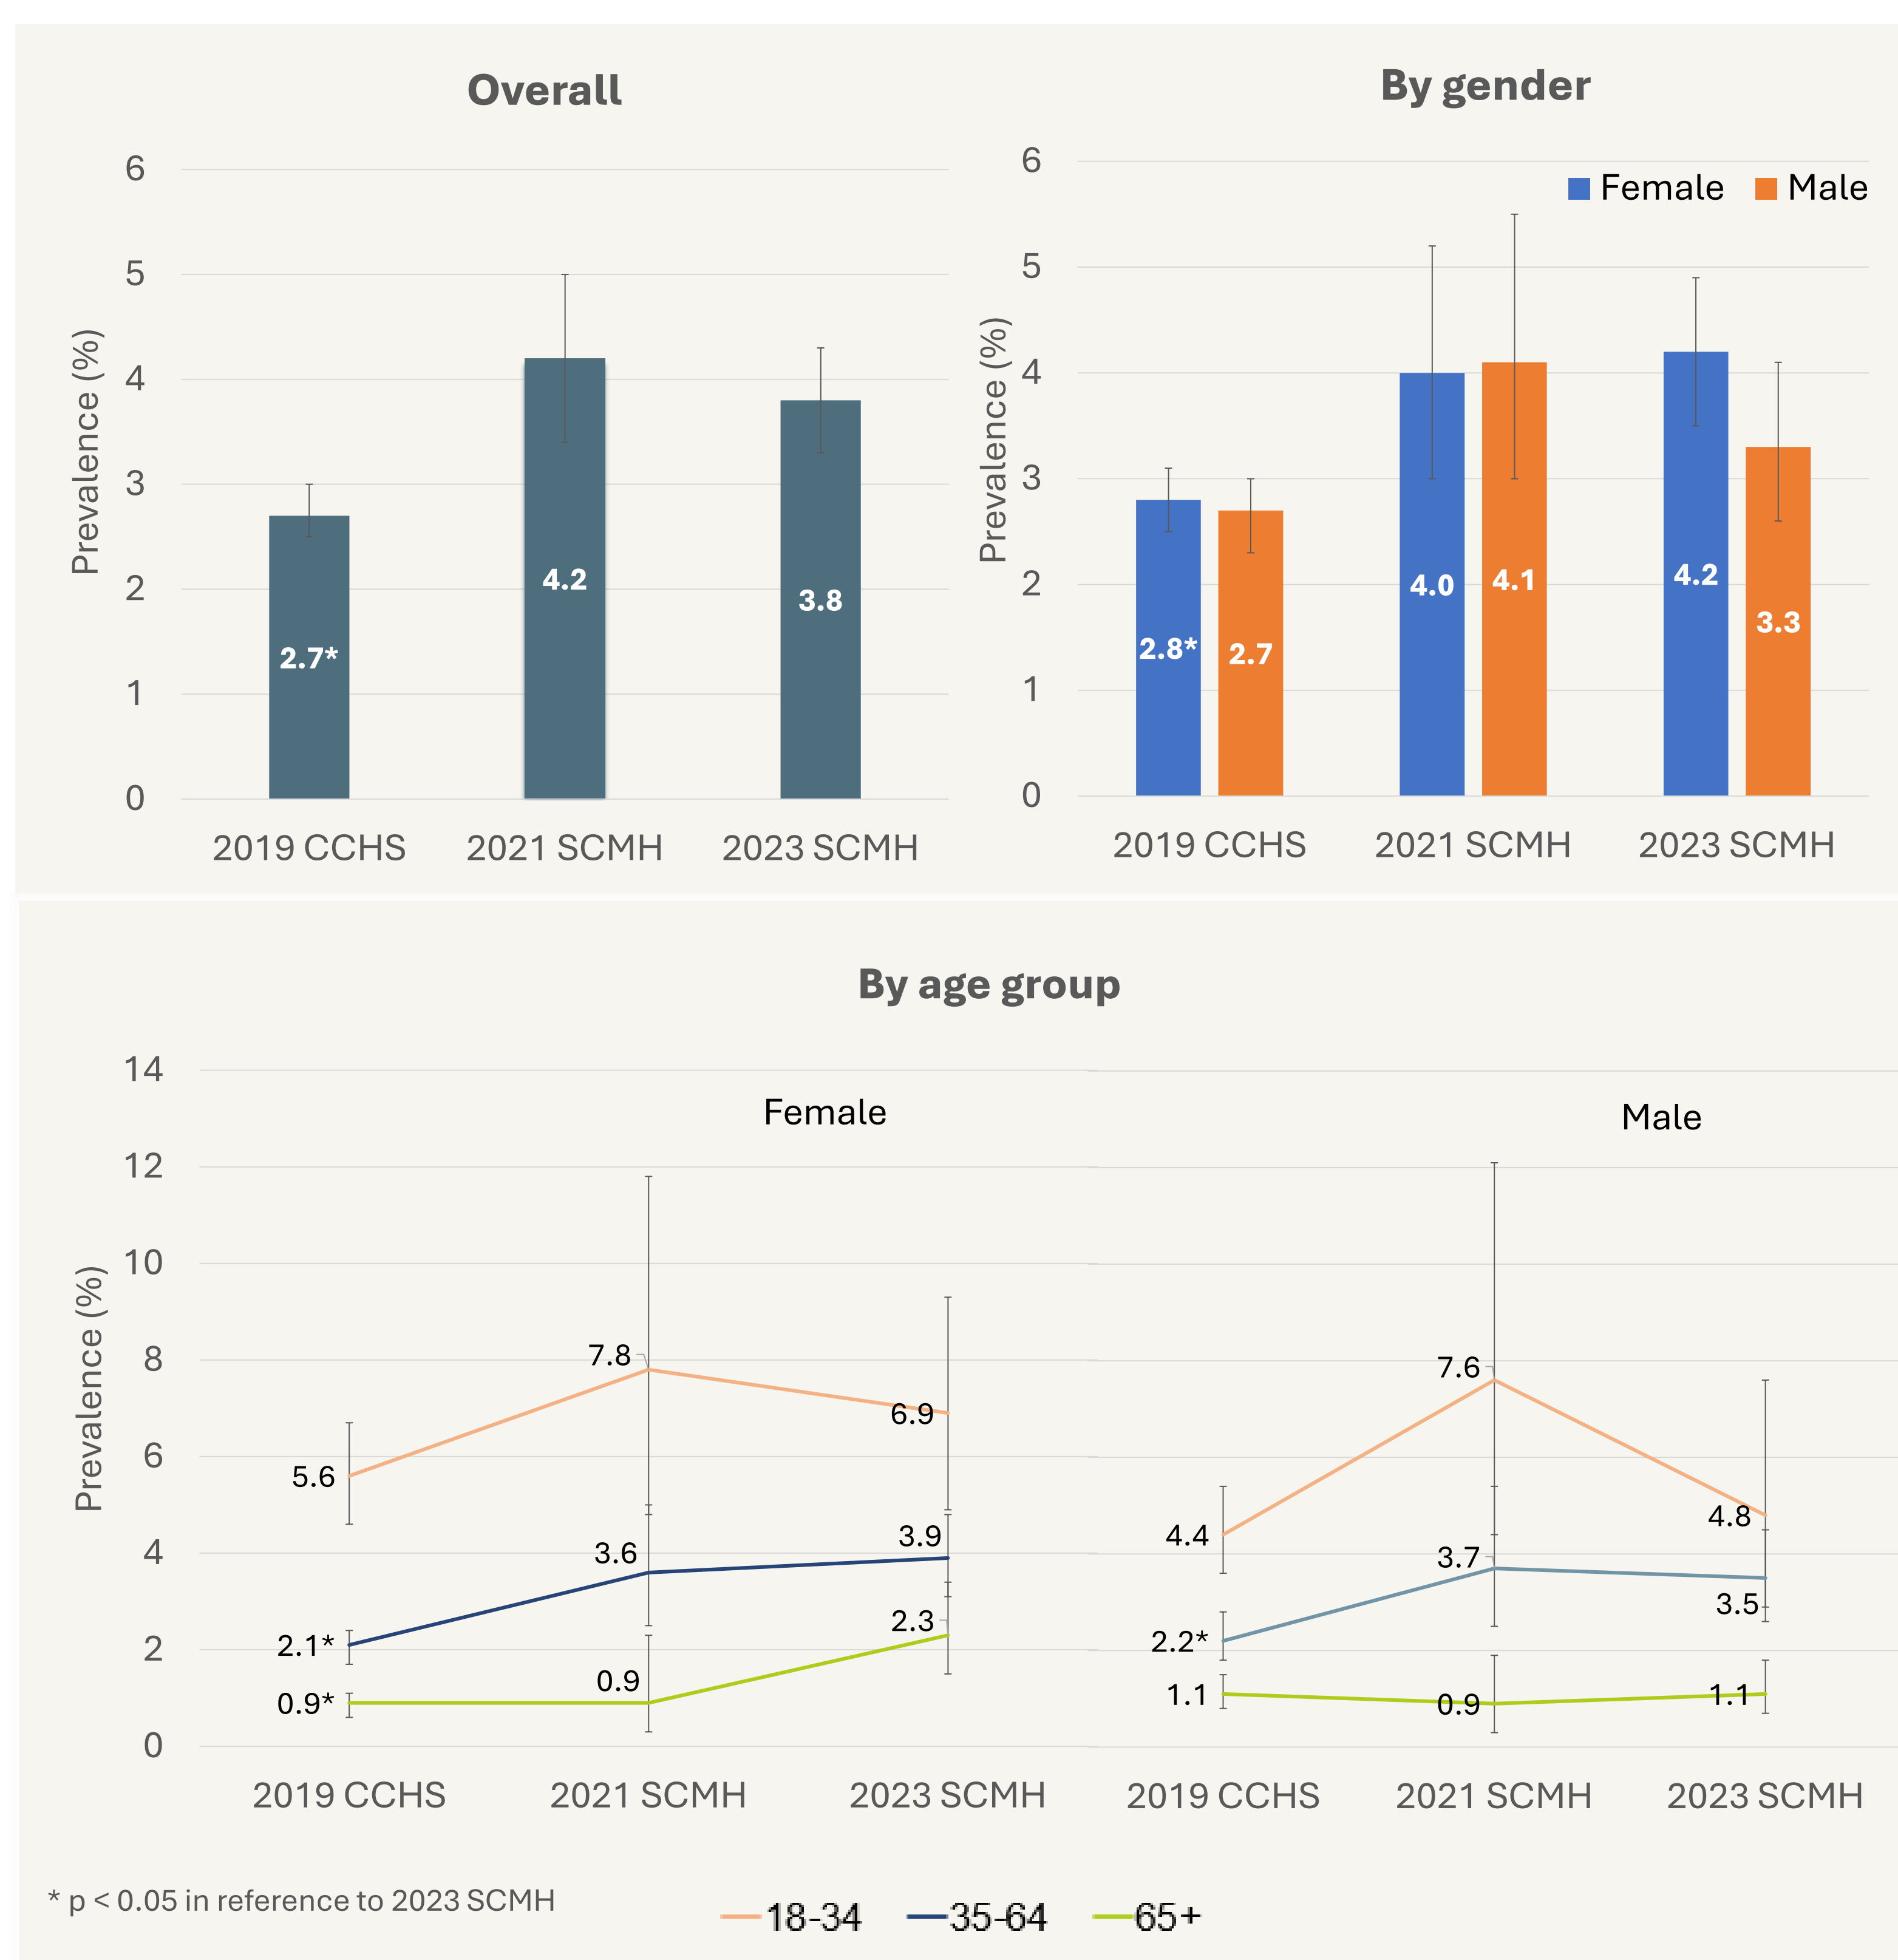 Overall
6
5
4
3
2
1
0
Prevalence (%)
2.7*
4.2
3.8
2019 CCHS
2021 SCMH
2023 SCMH
By gender
Female
Male
6
5
4
3
2
1
0
Prevalence (%)
2.8*
2.7
4.0
4.1
4.2
3.3
2019 CCHS
2021 SCMH
2023 SCMH
By age group
14
12
10
8
6
4
2
0
Prevalence (%)
Female
5.6
7.8
6.9
2.1*
3.6
3.9
0.9*
0.9
2.3
2019 CCHS
2021 SCMH
2023 SCMH
Male
4.4
7.6
4.8
2.2*
3.7
3.5
1.1
0.9
1.1
2019 CCHS
2021 SCMH
2023 SCMH
* p < 0.05 in reference to 2023 SCMH
18-34
35-64
65+